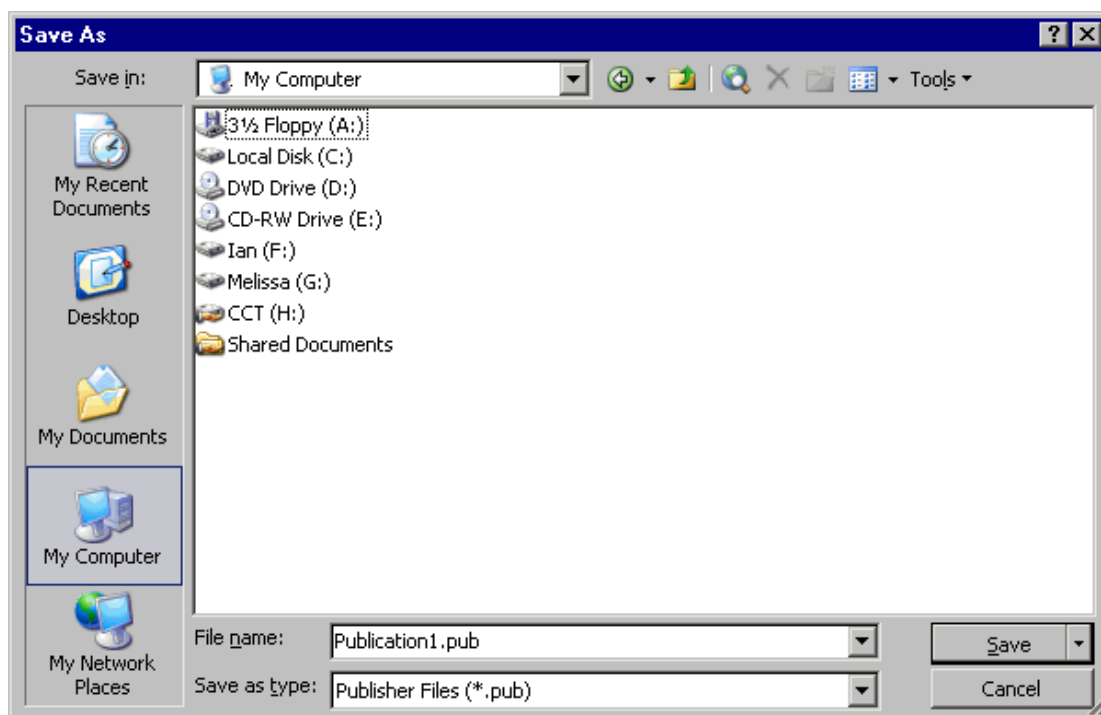 Save As
Save in:
My Computer
Tools
3½ Floppy (A:)
Local Disk (C:)
DVD Drive (D:)
CD-RW Drive (E:)
Ian (F:)
Melissa (G:)
CCT (H:)
Shared Documents
My Recent
Documents
Desktop
My Documents
My Computer
My Network
Places
File name:
Publication1.pub
Save
Save as type:
Publisher Files (*.pub)
Cancel